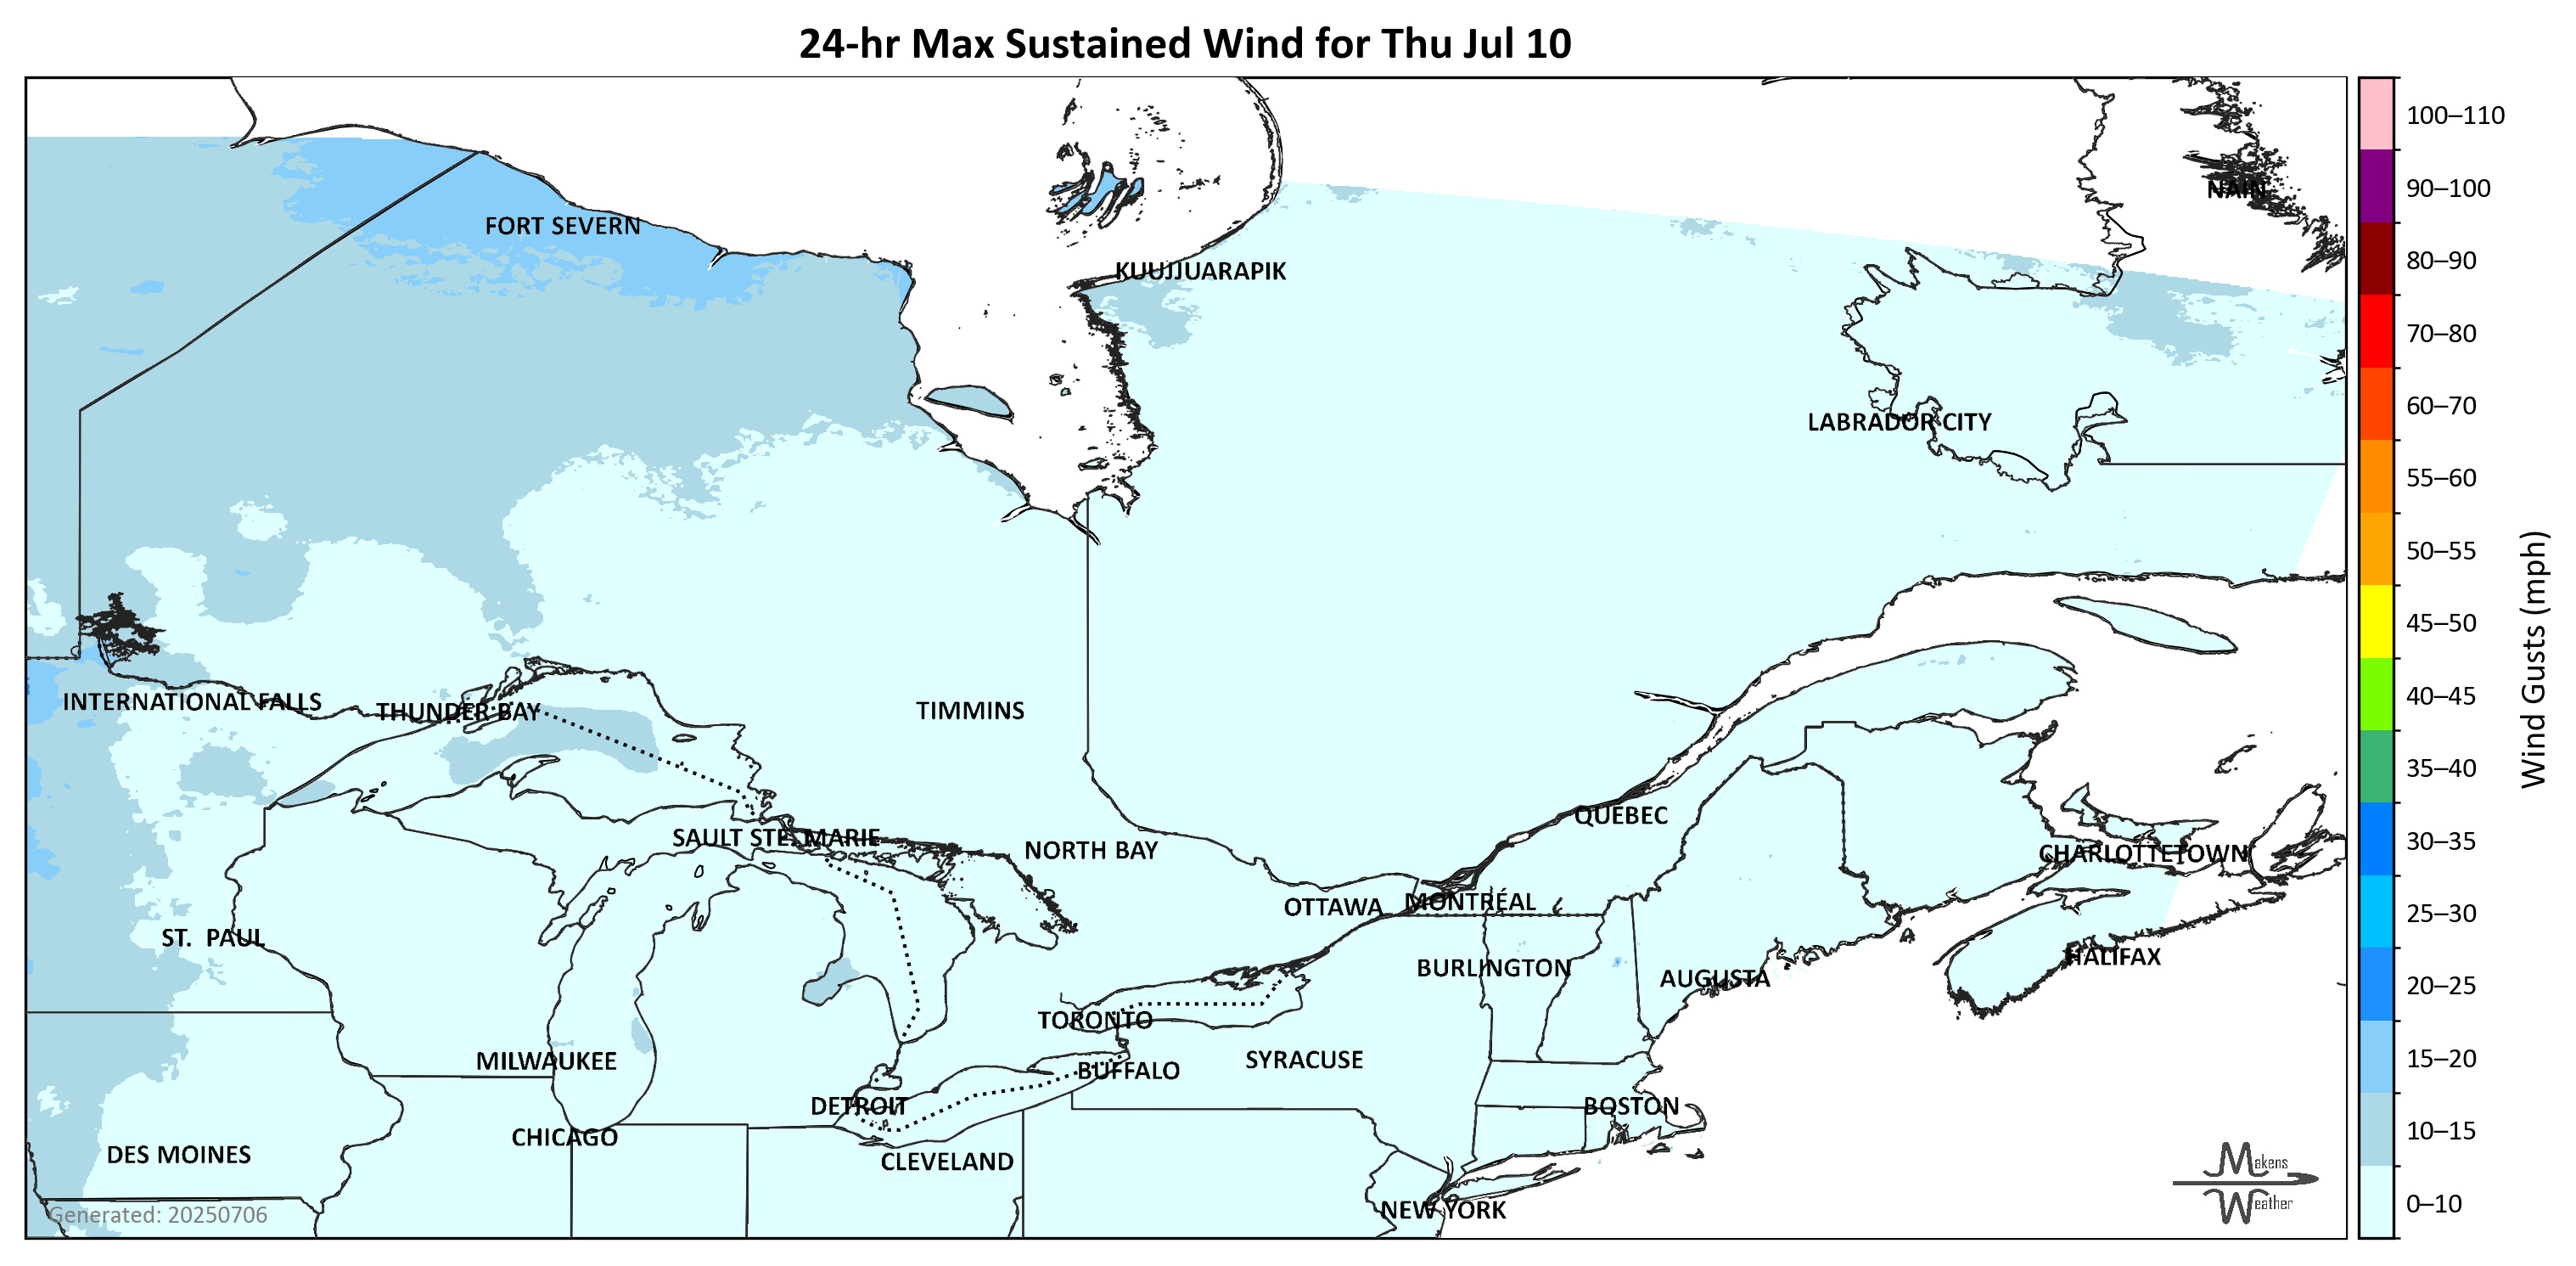 24-hr Max Sustained Wind for Thu Jul 10
100–110
90–100
80–90
70–80
60–70
55–60
50–55
45–50
40–45
35–40
30–35
25–30
20–25
15–20
10–15
0–10
Wind Gusts (mph)
NAIN
FORT SEVERN
KUUJJUARAPIK
LABRADOR CITY
INTERNATIONAL FALLS
THUNDER BAY
TIMMINS
QUEBEC
SAULT STE. MARIE
NORTH BAY
CHARLOTTETOWN
OTTAWA
MONTRÉAL
ST. PAUL
HALIFAX
BURLINGTON
AUGUSTA
TORONTO
MILWAUKEE
BUFFALO
SYRACUSE
DETROIT
BOSTON
CHICAGO
DES MOINES
CLEVELAND
NEW YORK
Generated: 20250706
Makens
Weather